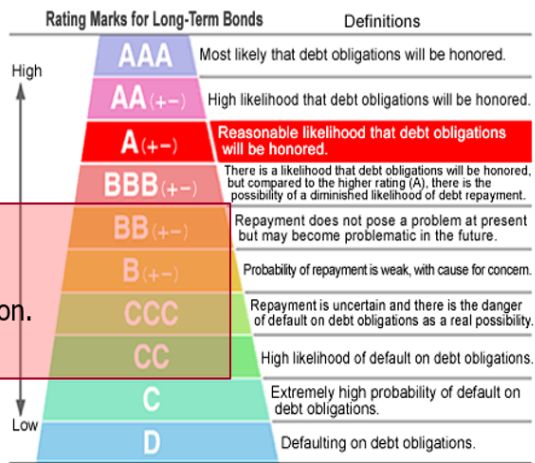 Rating Marks for Long-Term Bonds Definitions
High
AAA Most likely that debt obligations will be honored.
AA (+−) High likelihood that debt obligations will be honored.
A (+−) Reasonable likelihood that debt obligations
will be honored.
BBB (+−) There is a likelihood that debt obligations will be honored,
but compared to the higher rating (A), there is the
possibility of a diminished likelihood of debt repayment.
BB (+−) Repayment does not pose a problem at present
but may become problematic in the future.
B (+−) Probability of repayment is weak, with cause for concern.
on.
CCC Repayment is uncertain and there is the danger
of default on debt obligations as a real possibility.
CC High likelihood of default on debt obligations.
C Extremely high probability of default on
debt obligations.
Low
D Defaulting on debt obligations.